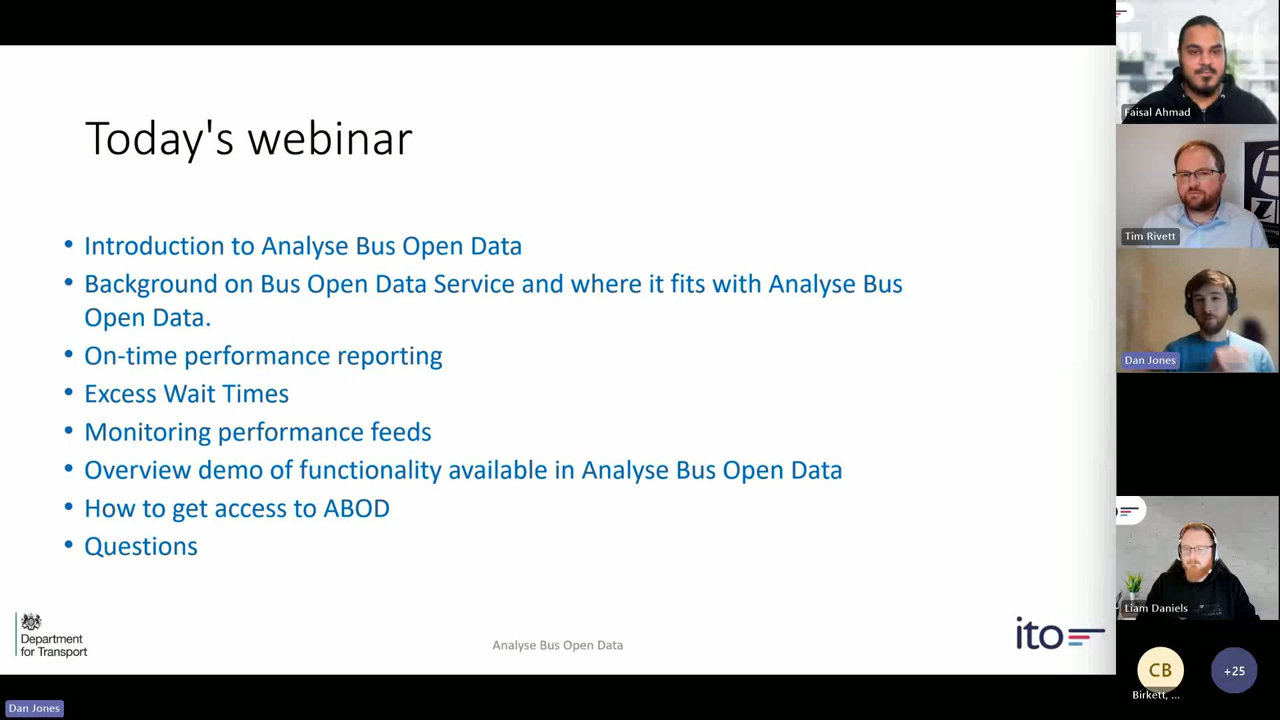 Today's webinar
• Introduction to Analyse Bus Open Data
• Background on Bus Open Data Service and where it fits with Analyse Bus
Open Data.
• On-time performance reporting
• Excess Wait Times
• Monitoring performance feeds
• Overview demo of functionality available in Analyse Bus Open Data
• How to get access to ABOD
• Questions
Department
for Transport
Analyse Bus Open Data
ito
Dan Jones
Faisal Ahmad
Tim Rivett
Dan Jones
Liam Daniels
CB
Birkett, ...
+25